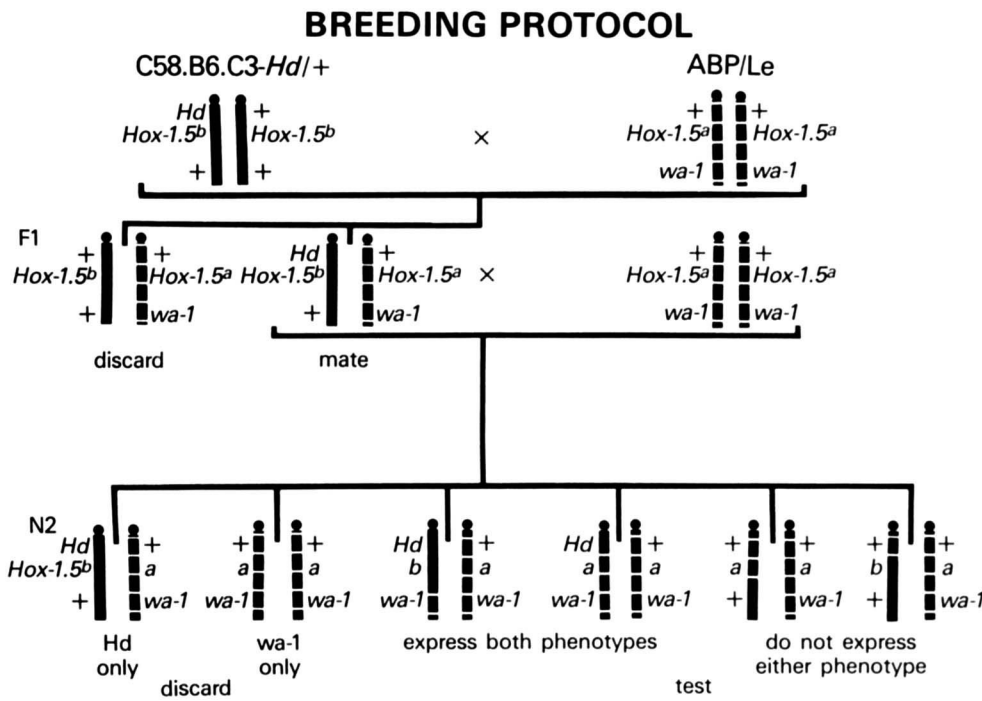 BREEDING PROTOCOL
C58.B6.C3-Hd/+ ABP/Le
Hd + + +
Hox-1.5ᵇ Hox-1.5ᵇ × Hox-1.5ᵃ Hox-1.5ᵃ
+ + wa-1 wa-1
F1
+ + Hd + + +
Hox-1.5ᵇ Hox-1.5ᵃ Hox-1.5ᵇ Hox-1.5ᵃ × Hox-1.5ᵃ Hox-1.5ᵃ
+ wa-1 + wa-1 wa-1 wa-1
discard mate
N2
Hd + + + Hd + Hd + + + + +
Hox-1.5ᵇ a a a b a a a a a b a
+ wa-1 wa-1 wa-1 wa-1 wa-1 wa-1 wa-1 + wa-1 + wa-1
Hd wa-1 express both phenotypes do not express
only only either phenotype
discard test